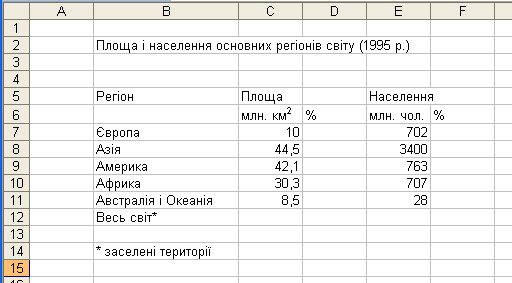 A B C D E F
1
2 Площа і населення основних регіонів світу (1995 р.)
3
4
5 Регіон Площа Населення
6 млн. км² % млн. чол. %
7 Європа 10 702
8 Азія 44,5 3400
9 Америка 42,1 763
10 Африка 30,3 707
11 Австралія і Океанія 8,5 28
12 Весь світ*
13
14 * заселені території
15